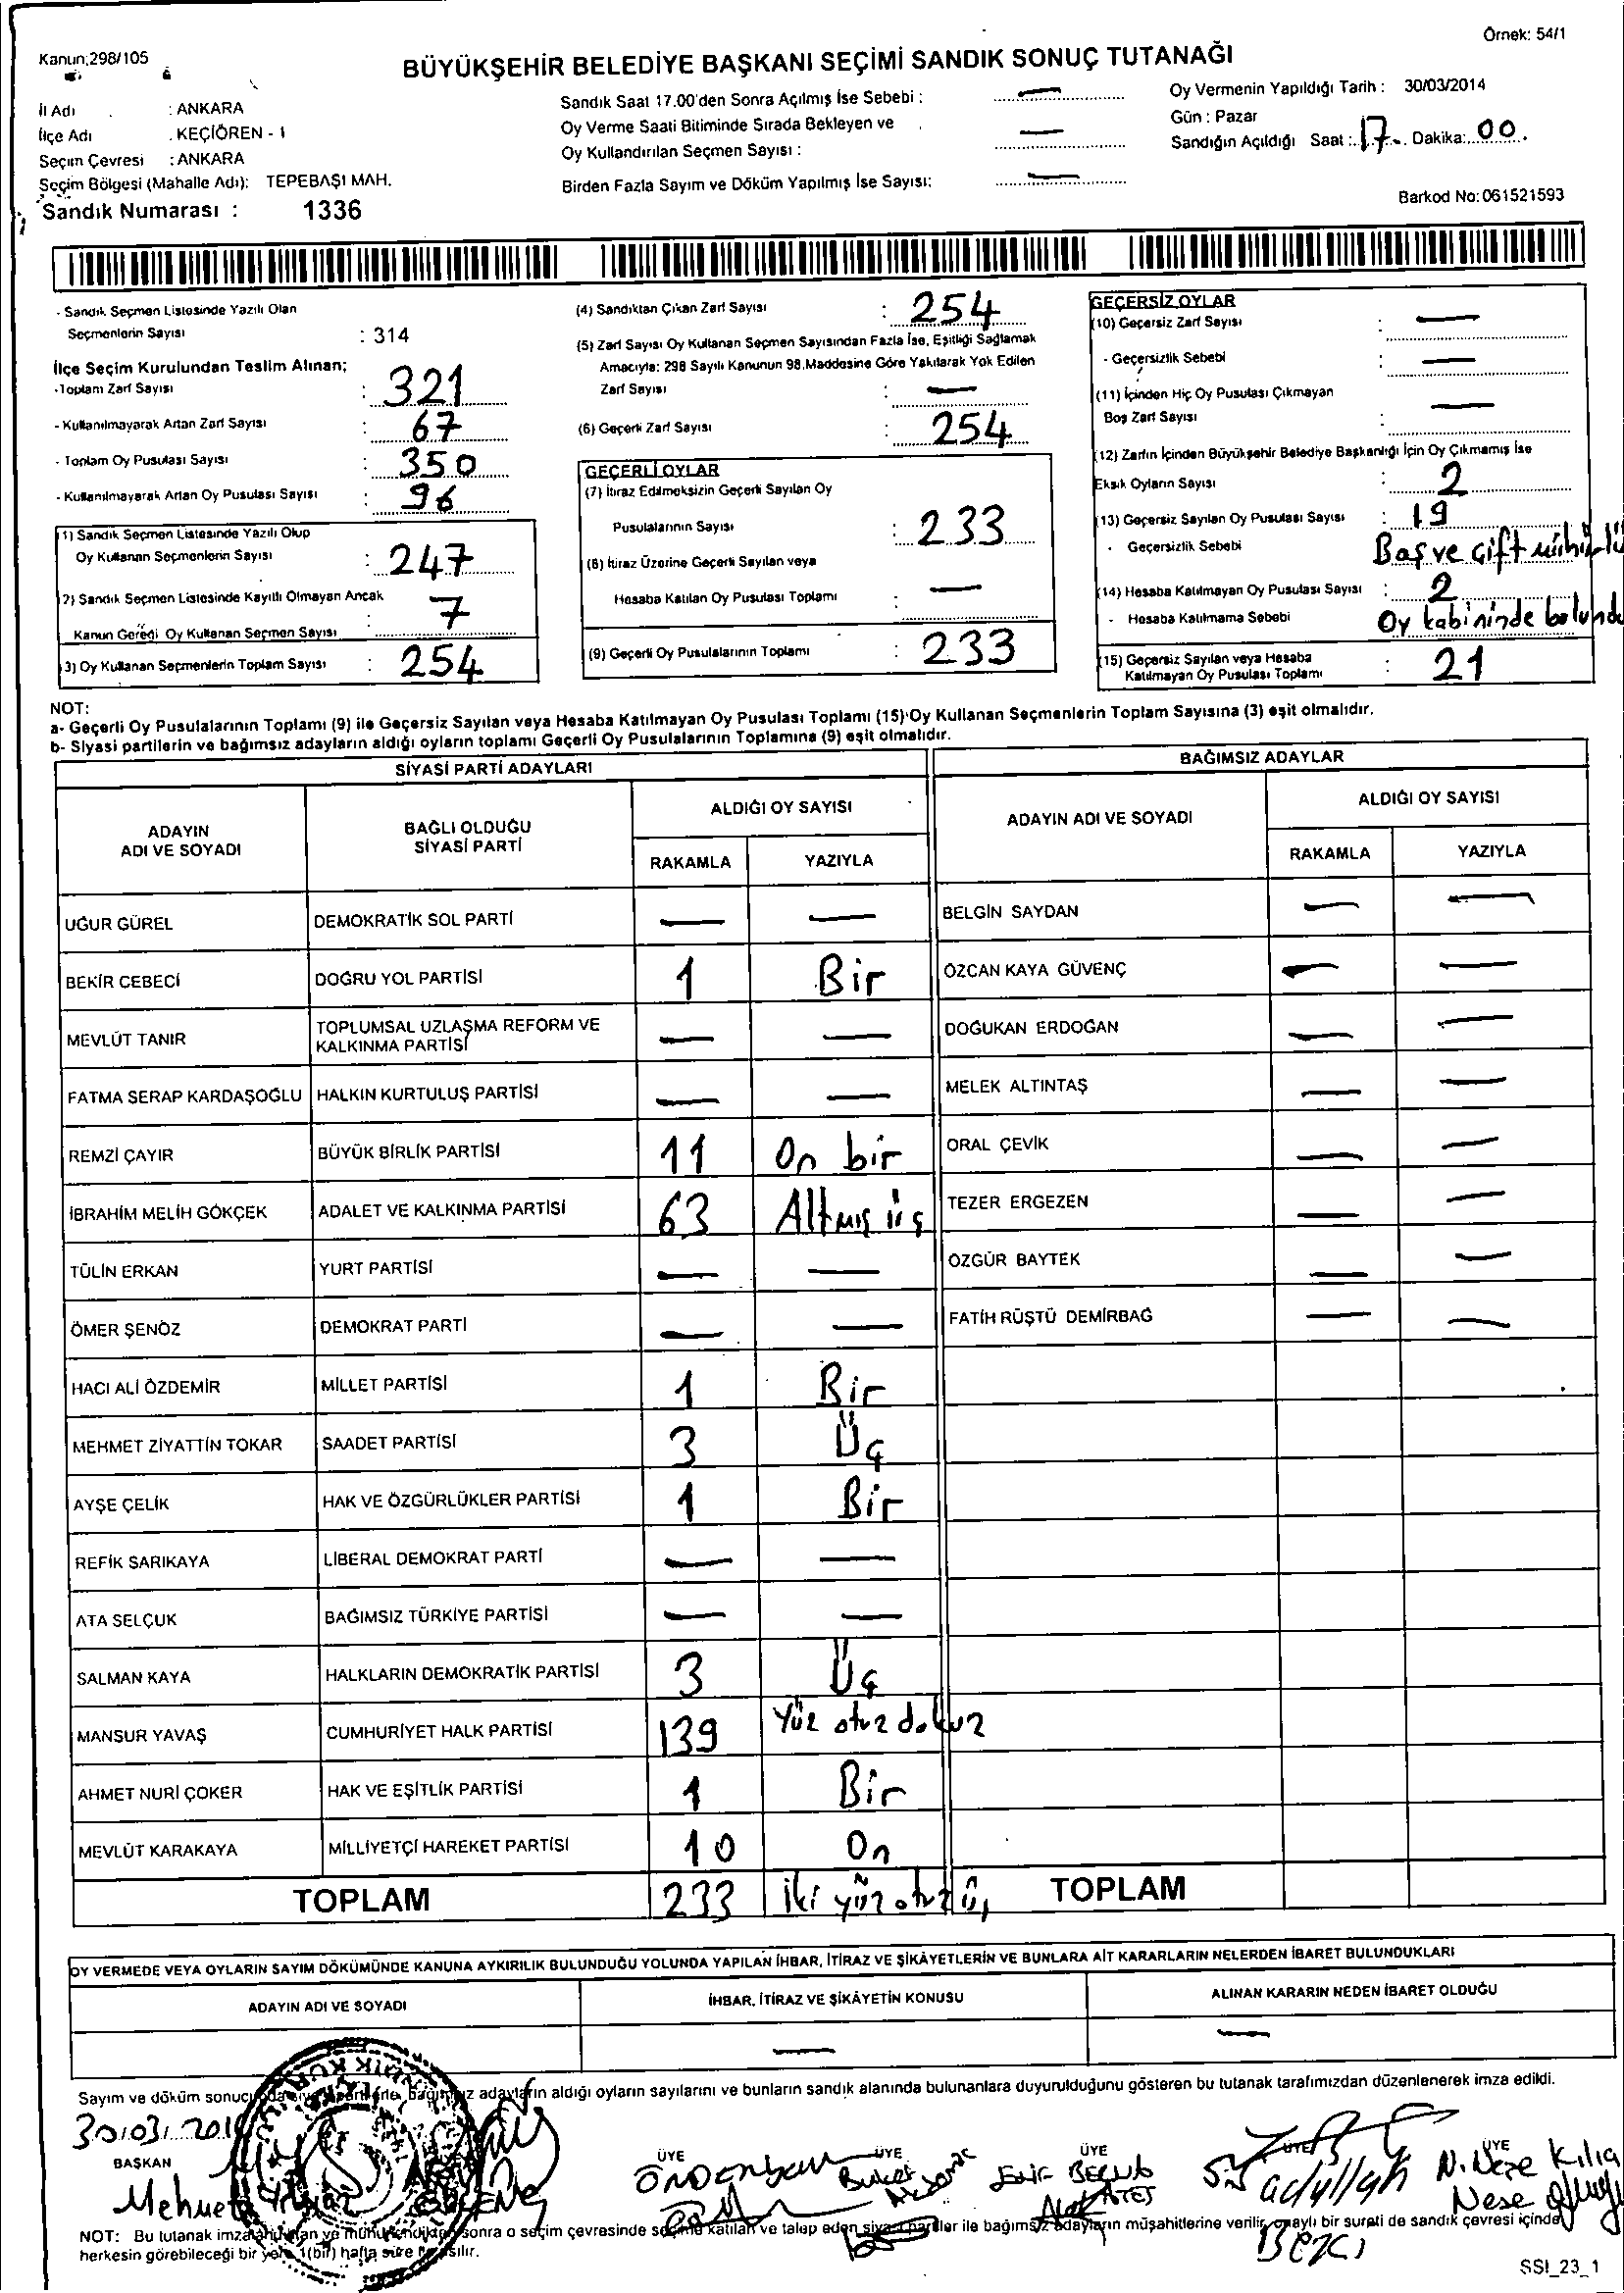 Örnek: 54/1
Kanun:298/105
BÜYÜKŞEHİR BELEDİYE BAŞKANI SEÇİMİ SANDIK SONUÇ TUTANAĞI
İl Adı : ANKARA
İlçe Adı : KEÇİÖREN - 1
Seçim Çevresi : ANKARA
Seçim Bölgesi (Mahalle Adı): TEPEBAŞI MAH.
Sandık Numarası : 1336
Sandık Saat 17.00'den Sonra Açılmış İse Sebebi : —
Oy Verme Saati Bitiminde Sırada Bekleyen ve
Oy Kullandırılan Seçmen Sayısı : —
Birden Fazla Sayım ve Döküm Yapılmış İse Sayısı: —
Oy Vermenin Yapıldığı Tarih : 30/03/2014
Gün : Pazar
Sandığın Açıldığı Saat : 17 Dakika: 00
Barkod No: 061521593
- Sandık Seçmen Listesinde Yazılı Olan
Seçmenlerin Sayısı : 314
İlçe Seçim Kurulundan Teslim Alınan;
-Toplam Zarf Sayısı : 321
- Kullanılmayarak Artan Zarf Sayısı : 67
- Toplam Oy Pusulası Sayısı : 350
- Kullanılmayarak Artan Oy Pusulası Sayısı : 96
1) Sandık Seçmen Listesinde Yazılı Olup
Oy Kullanan Seçmenlerin Sayısı : 247
2) Sandık Seçmen Listesinde Kayıtlı Olmayan Ancak
Kanun Gereği Oy Kullanan Seçmen Sayısı : 7
3) Oy Kullanan Seçmenlerin Toplam Sayısı : 254
(4) Sandıktan Çıkan Zarf Sayısı : 254
(5) Zarf Sayısı Oy Kullanan Seçmen Sayısından Fazla İse, Eşitliği Sağlamak
Amacıyla: 298 Sayılı Kanunun 98.Maddesine Göre Yakılarak Yok Edilen
Zarf Sayısı : —
(6) Geçerli Zarf Sayısı : 254
GEÇERLİ OYLAR
(7) İtiraz Edilmeksizin Geçerli Sayılan Oy
Pusulalarının Sayısı : 233
(8) İtiraz Üzerine Geçerli Sayılan veya
Hesaba Katılan Oy Pusulası Toplamı : —
(9) Geçerli Oy Pusulalarının Toplamı : 233
GEÇERSİZ OYLAR
(10) Geçersiz Zarf Sayısı : —
- Geçersizlik Sebebi : —
(11) İçinden Hiç Oy Pusulası Çıkmayan
Boş Zarf Sayısı : —
(12) Zarfın İçinden Büyükşehir Belediye Başkanlığı İçin Oy Çıkmamış İse
Eksik Oyların Sayısı : 2
(13) Geçersiz Sayılan Oy Pusulası Sayısı : 19
- Geçersizlik Sebebi Baş ve Çift mühürlü
(14) Hesaba Katılmayan Oy Pusulası Sayısı : 2
- Hesaba Katılmama Sebebi Oy kabininde bulundu
(15) Geçersiz Sayılan veya Hesaba
Katılmayan Oy Pusulası Toplamı : 21
NOT:
a- Geçerli Oy Pusulalarının Toplamı (9) ile Geçersiz Sayılan veya Hesaba Katılmayan Oy Pusulası Toplamı (15) Oy Kullanan Seçmenlerin Toplam Sayısına (3) eşit olmalıdır.
b- Siyasi partilerin ve bağımsız adayların aldığı oyların toplamı Geçerli Oy Pusulalarının Toplamına (9) eşit olmalıdır.
SİYASİ PARTİ ADAYLARI
BAĞIMSIZ ADAYLAR
ADAYIN ADI VE SOYADI
BAĞLI OLDUĞU SİYASİ PARTİ
ALDIĞI OY SAYISI
RAKAMLA YAZIYLA
ADAYIN ADI VE SOYADI
ALDIĞI OY SAYISI
RAKAMLA YAZIYLA
UĞUR GÜREL DEMOKRATİK SOL PARTİ — — BELGİN SAYDAN — —
BEKİR CEBECİ DOĞRU YOL PARTİSİ 1 Bir ÖZCAN KAYA GÜVENÇ — —
MEVLÜT TANIR TOPLUMSAL UZLAŞMA REFORM VE KALKINMA PARTİSİ — — DOĞUKAN ERDOĞAN — —
FATMA SERAP KARDAŞOĞLU HALKIN KURTULUŞ PARTİSİ — — MELEK ALTINTAŞ — —
REMZİ ÇAYIR BÜYÜK BİRLİK PARTİSİ 11 On bir ORAL ÇEVİK — —
İBRAHİM MELİH GÖKÇEK ADALET VE KALKINMA PARTİSİ 63 Altmış üç TEZER ERGEZEN — —
TÜLİN ERKAN YURT PARTİSİ — — ÖZGÜR BAYTEK — —
ÖMER ŞENÖZ DEMOKRAT PARTİ — — FATİH RÜŞTÜ DEMİRBAĞ — —
HACI ALİ ÖZDEMİR MİLLET PARTİSİ 1 Bir
MEHMET ZİYATTİN TOKAR SAADET PARTİSİ 3 Üç
AYŞE ÇELİK HAK VE ÖZGÜRLÜKLER PARTİSİ 1 Bir
REFİK SARIKAYA LİBERAL DEMOKRAT PARTİ — —
ATA SELÇUK BAĞIMSIZ TÜRKİYE PARTİSİ — —
SALMAN KAYA HALKLARIN DEMOKRATİK PARTİSİ 3 Üç
MANSUR YAVAŞ CUMHURİYET HALK PARTİSİ 139 Yüz otuz dokuz
AHMET NURİ ÇOKER HAK VE EŞİTLİK PARTİSİ 1 Bir
MEVLÜT KARAKAYA MİLLİYETÇİ HAREKET PARTİSİ 10 On
TOPLAM 233 İki yüz otuz üç TOPLAM
OY VERMEDE VEYA OYLARIN SAYIM DÖKÜMÜNDE KANUNA AYKIRILIK BULUNDUĞU YOLUNDA YAPILAN İHBAR, İTİRAZ VE ŞİKÂYETLERİN VE BUNLARA AİT KARARLARIN NELERDEN İBARET BULUNDUKLARI
ADAYIN ADI VE SOYADI İHBAR, İTİRAZ VE ŞİKÂYETİN KONUSU ALINAN KARARIN NEDEN İBARET OLDUĞU
— —
Sayım ve döküm adayların aldığı oyların sayılarını ve bunların sandık alanında bulunanlara duyurulduğunu gösteren bu tutanak tarafımızdan düzenlenerek imza edildi.
30/03/201
BAŞKAN ÜYE ÜYE ÜYE ÜYE ÜYE
Mehmet N. Neşe Kılıç
Neşe
NOT: Bu tutanak sonra o seçim çevresinde seçime katılan ve talep eden siyasi partiler ile bağımsız adayların müşahitlerine verilir, onaylı bir sureti de sandık çevresi içinde
herkesin görebileceği bir yere 1(bir) hafta süre ile asılır.
SSI_23_1